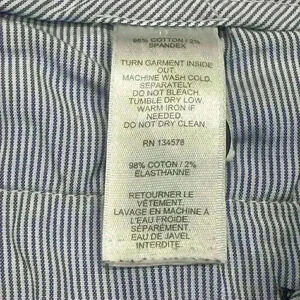 98% COTTON / 2%
SPANDEX
TURN GARMENT INSIDE
OUT.
MACHINE WASH COLD.
SEPARATELY
DO NOT BLEACH.
TUMBLE DRY LOW.
WARM IRON IF
NEEDED.
DO NOT DRY CLEAN.
RN 134578
98% COTON / 2%
ELASTHANNE
RETOURNER LE
VÊTEMENT.
LAVAGE EN MACHINE À
L'EAU FROIDE.
SÉPARÉMENT.
EAU DE JAVEL
INTERDITE.